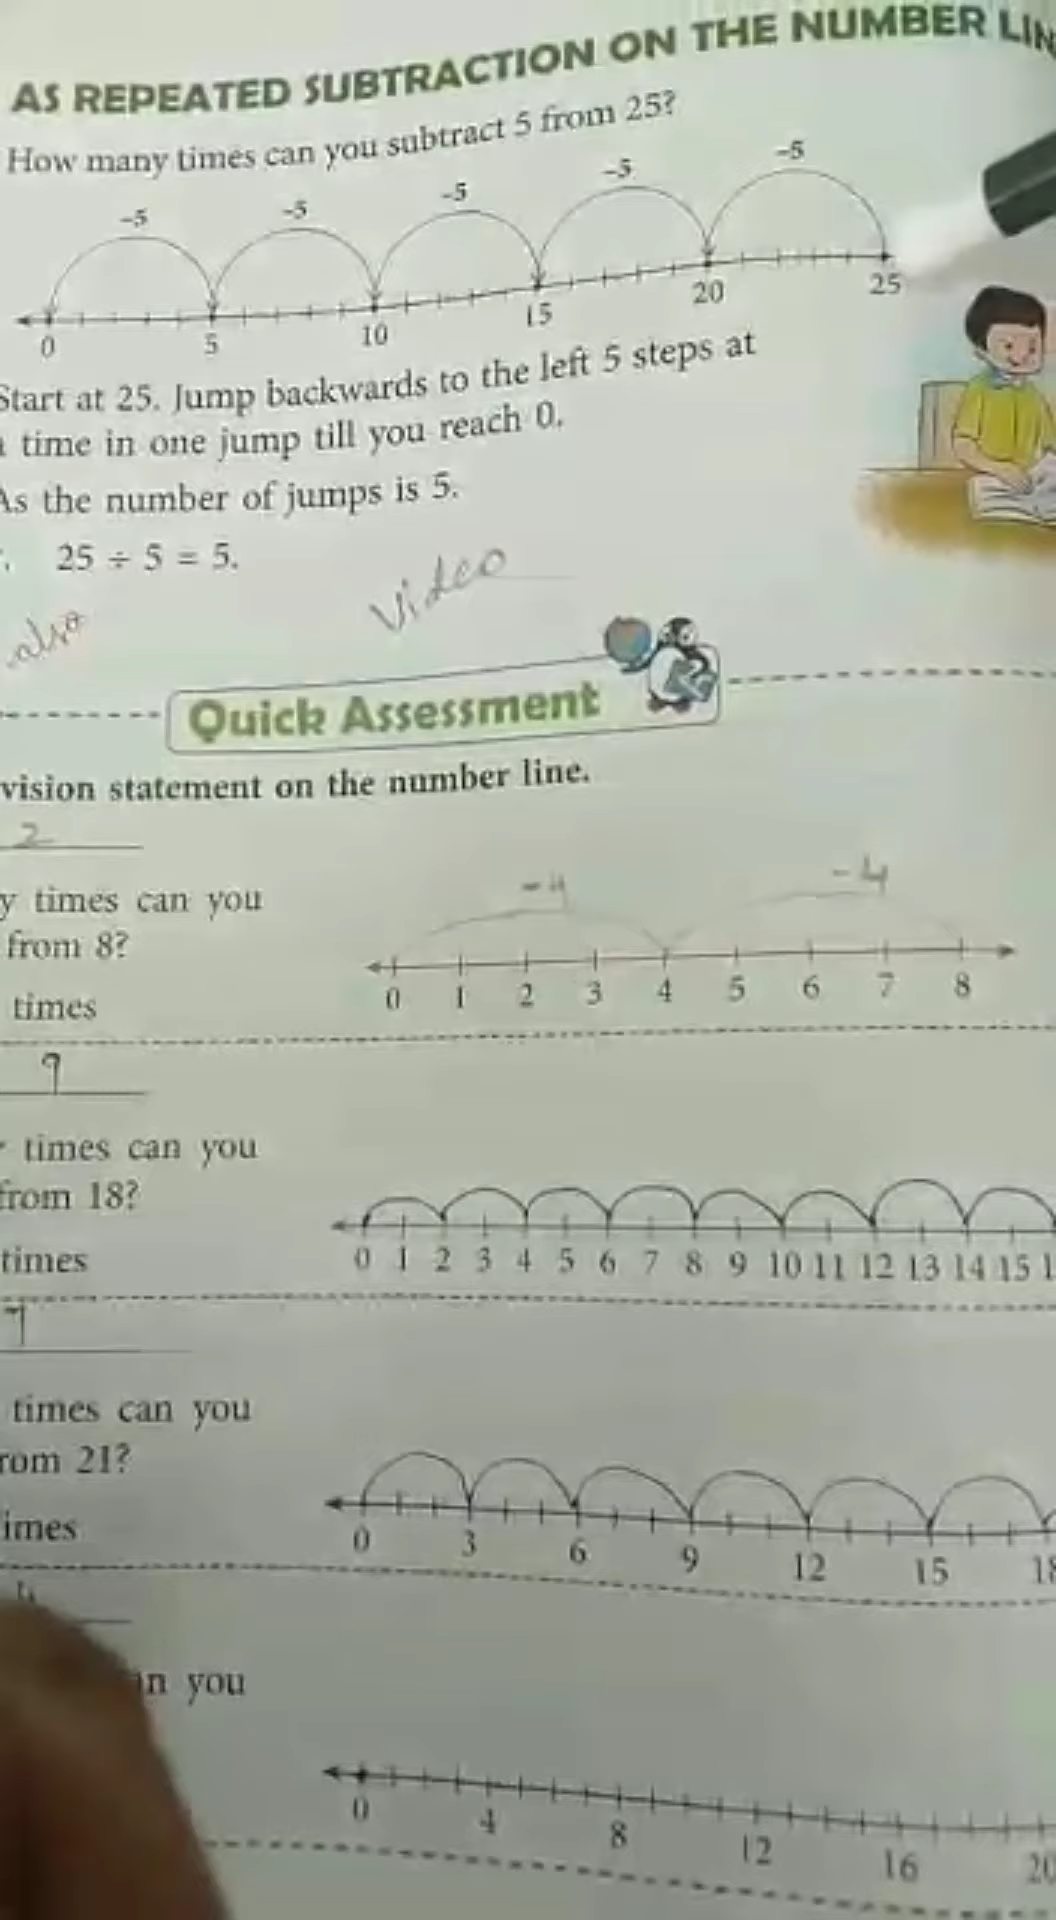 AS REPEATED SUBTRACTION ON THE NUMBER LIN
How many times can you subtract 5 from 25?
-5 -5 -5 -5 -5
0 5 10 15 20 25
Start at 25. Jump backwards to the left 5 steps at
time in one jump till you reach 0.
As the number of jumps is 5.
25 ÷ 5 = 5.
also
Video
Quick Assessment
vision statement on the number line.
2
y times can you
from 8?
times
-4 -4
0 1 2 3 4 5 6 7 8
9
times can you
from 18?
times
0 1 2 3 4 5 6 7 8 9 10 11 12 13 14 15 1
7
times can you
rom 21?
imes
0 3 6 9 12 15 18
n you
0 4 8 12 16 20